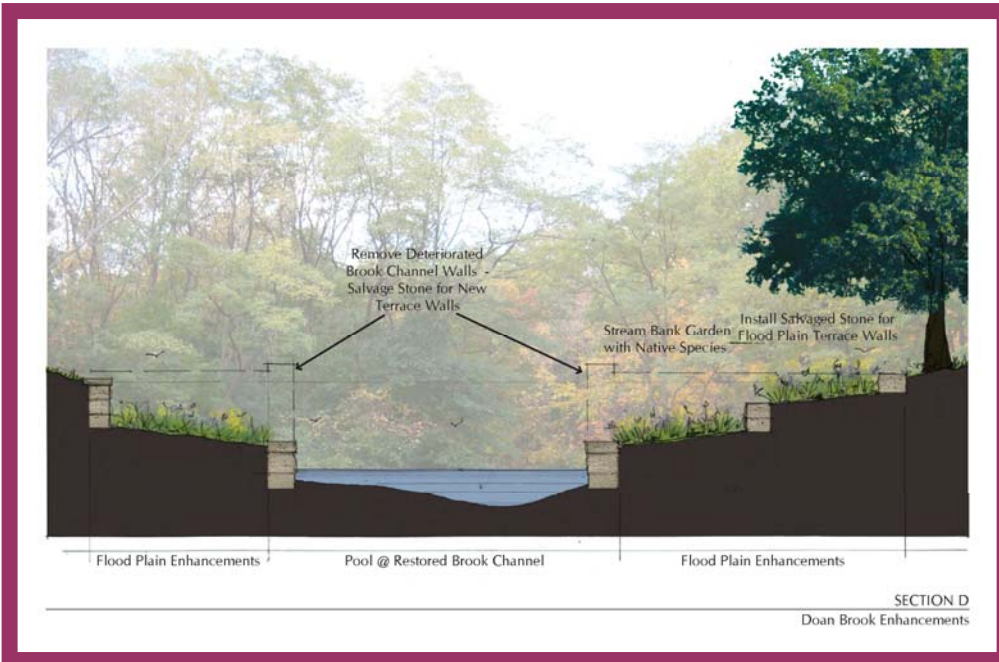 Remove Deteriorated
Brook Channel Walls -
Salvage Stone for New
Terrace Walls
Stream Bank Garden
with Native Species
Install Salvaged Stone for
Flood Plain Terrace Walls
Flood Plain Enhancements
Pool @ Restored Brook Channel
Flood Plain Enhancements
SECTION D
Doan Brook Enhancements